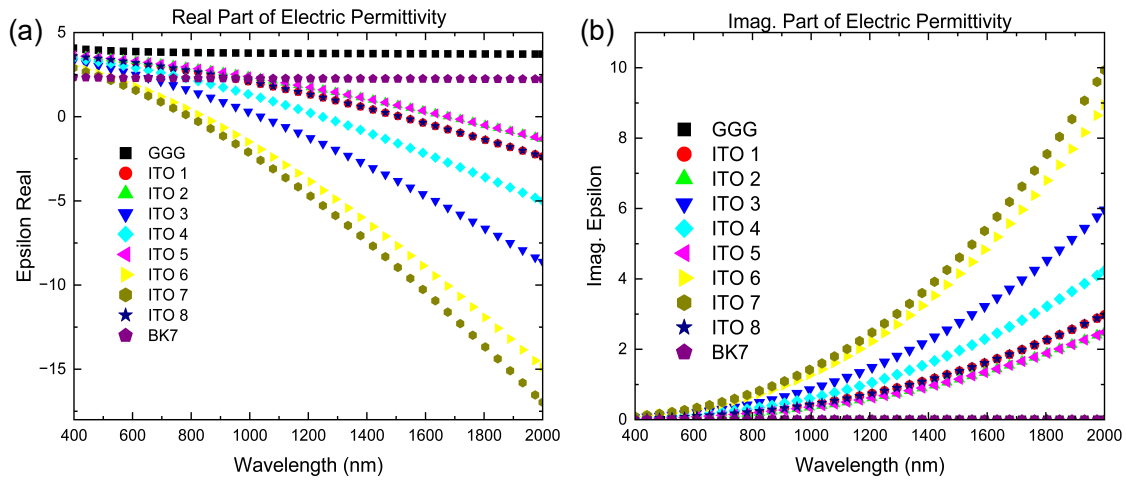 (a)
Real Part of Electric Permittivity
5
0
−5
−10
−15
Epsilon Real
GGG
ITO 1
ITO 2
ITO 3
ITO 4
ITO 5
ITO 6
ITO 7
ITO 8
BK7
400 600 800 1000 1200 1400 1600 1800 2000
Wavelength (nm)
(b)
Imag. Part of Electric Permittivity
10
8
6
4
2
0
Imag. Epsilon
GGG
ITO 1
ITO 2
ITO 3
ITO 4
ITO 5
ITO 6
ITO 7
ITO 8
BK7
400 600 800 1000 1200 1400 1600 1800 2000
Wavelength (nm)